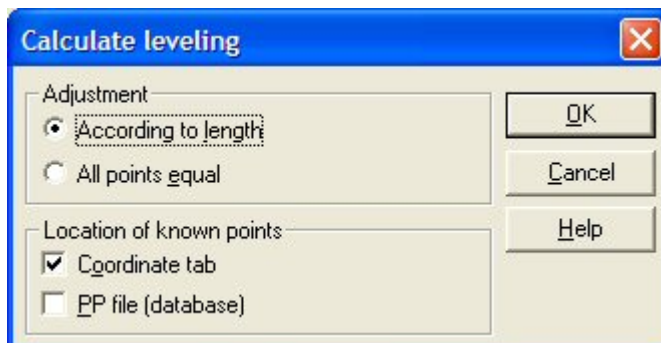 Calculate leveling
Adjustment
According to length
All points equal
OK
Cancel
Help
Location of known points
Coordinate tab
PP file (database)